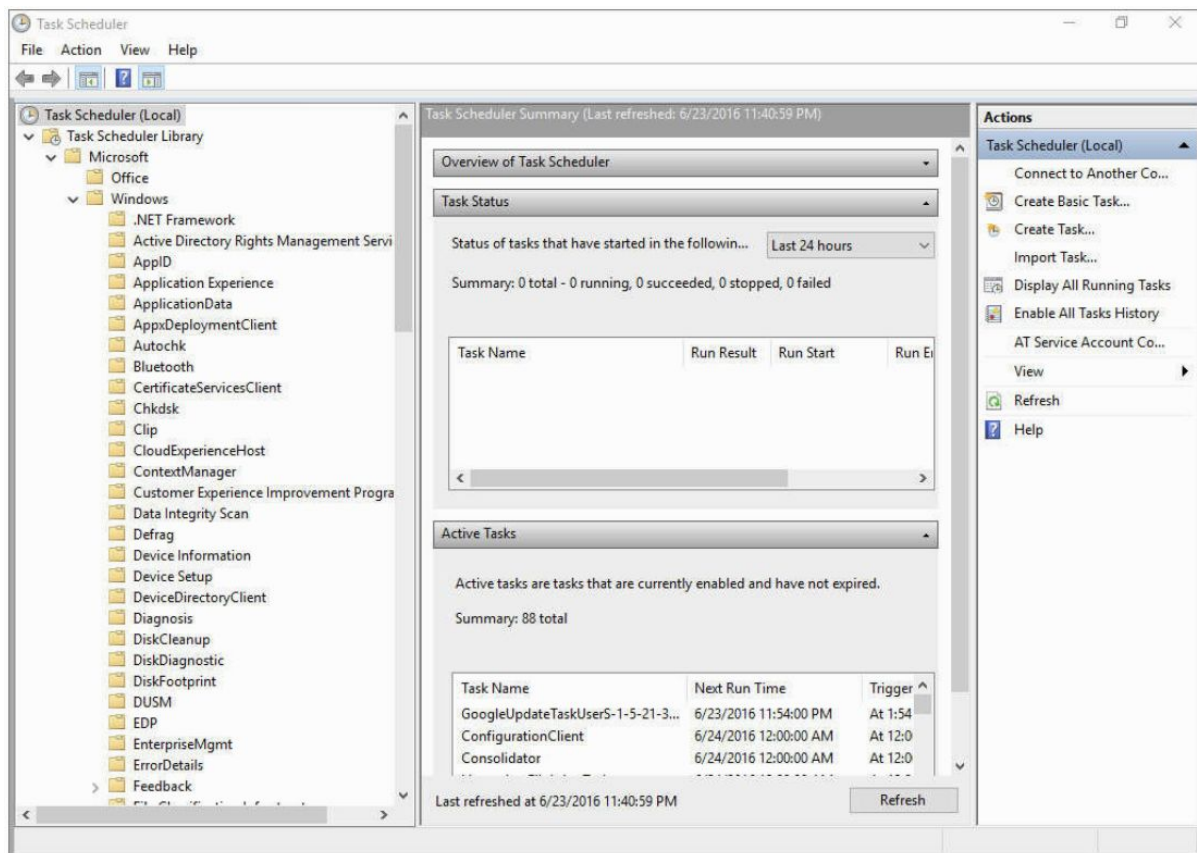 Task Scheduler
File Action View Help
Task Scheduler (Local)
Task Scheduler Library
Microsoft
Office
Windows
.NET Framework
Active Directory Rights Management Servi
AppID
Application Experience
ApplicationData
AppxDeploymentClient
Autochk
Bluetooth
CertificateServicesClient
Chkdsk
Clip
CloudExperienceHost
ContextManager
Customer Experience Improvement Progra
Data Integrity Scan
Defrag
Device Information
Device Setup
DeviceDirectoryClient
Diagnosis
DiskCleanup
DiskDiagnostic
DiskFootprint
DUSM
EDP
EnterpriseMgmt
ErrorDetails
Feedback
Task Scheduler Summary (Last refreshed: 6/23/2016 11:40:59 PM)
Overview of Task Scheduler
Task Status
Status of tasks that have started in the followin... Last 24 hours
Summary: 0 total - 0 running, 0 succeeded, 0 stopped, 0 failed
Task Name Run Result Run Start Run E
Active Tasks
Active tasks are tasks that are currently enabled and have not expired.
Summary: 88 total
Task Name Next Run Time Trigger
GoogleUpdateTaskUserS-1-5-21-3... 6/23/2016 11:54:00 PM At 1:54
ConfigurationClient 6/24/2016 12:00:00 AM At 12:0
Consolidator 6/24/2016 12:00:00 AM At 12:0
Last refreshed at 6/23/2016 11:40:59 PM Refresh
Actions
Task Scheduler (Local)
Connect to Another Co...
Create Basic Task...
Create Task...
Import Task...
Display All Running Tasks
Enable All Tasks History
AT Service Account Co...
View
Refresh
Help